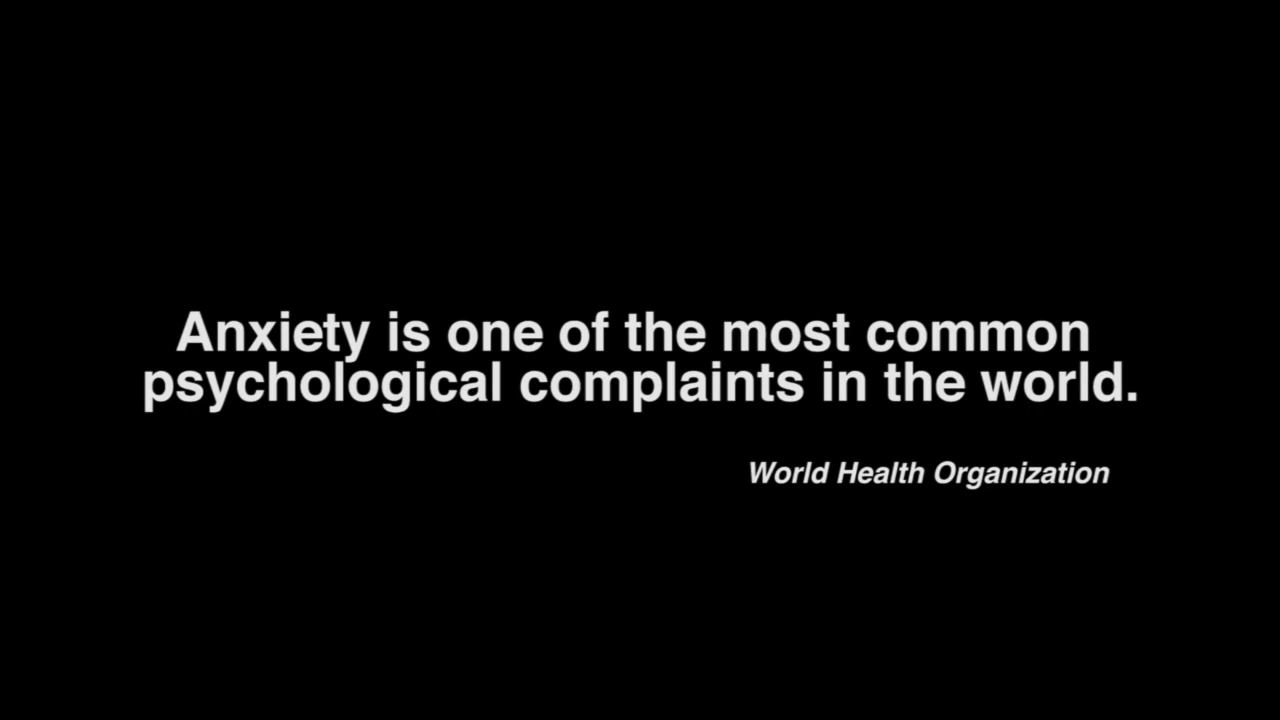 Anxiety is one of the most common
psychological complaints in the world.
World Health Organization